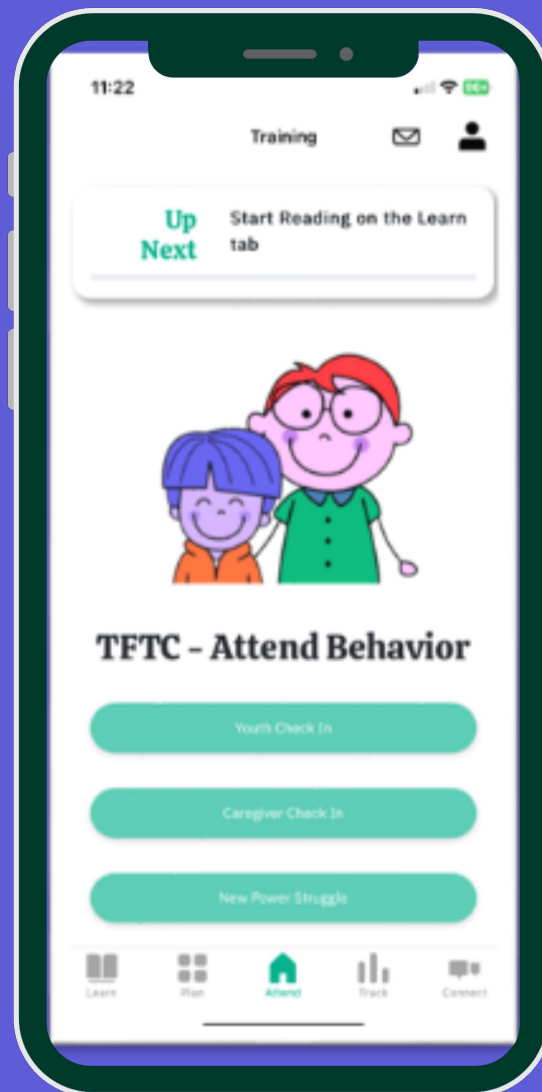 11:22
Training
Up
Next
Start Reading on the Learn
tab
TFTC - Attend Behavior
Youth Check In
Caregiver Check In
New Power Struggle
Learn
Plan
Attend
Track
Connect